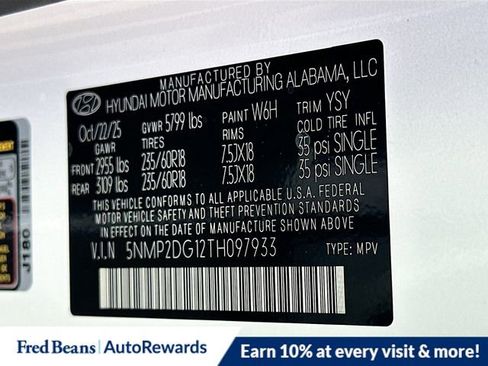 MANUFACTURED BY
HYUNDAI MOTOR MANUFACTURING ALABAMA, LLC
Oct/22/25 GVWR 5799 lbs PAINT W6H TRIM YSY
GAWR TIRES RIMS COLD TIRE INFL
FRONT 2955 lbs 235/60R18 7.5JX18 35 psi SINGLE
REAR 3109 lbs 235/60R18 7.5JX18 35 psi SINGLE
THIS VEHICLE CONFORMS TO ALL APPLICABLE U.S.A. FEDERAL
MOTOR VEHICLE SAFETY AND THEFT PREVENTION STANDARDS
IN EFFECT ON THE DATE OF MANUFACTURE SHOWN ABOVE.
V.I.N 5NMP2DG12TH097933 TYPE: MPV
J180
Fred Beans | AutoRewards
Earn 10% at every visit & more!